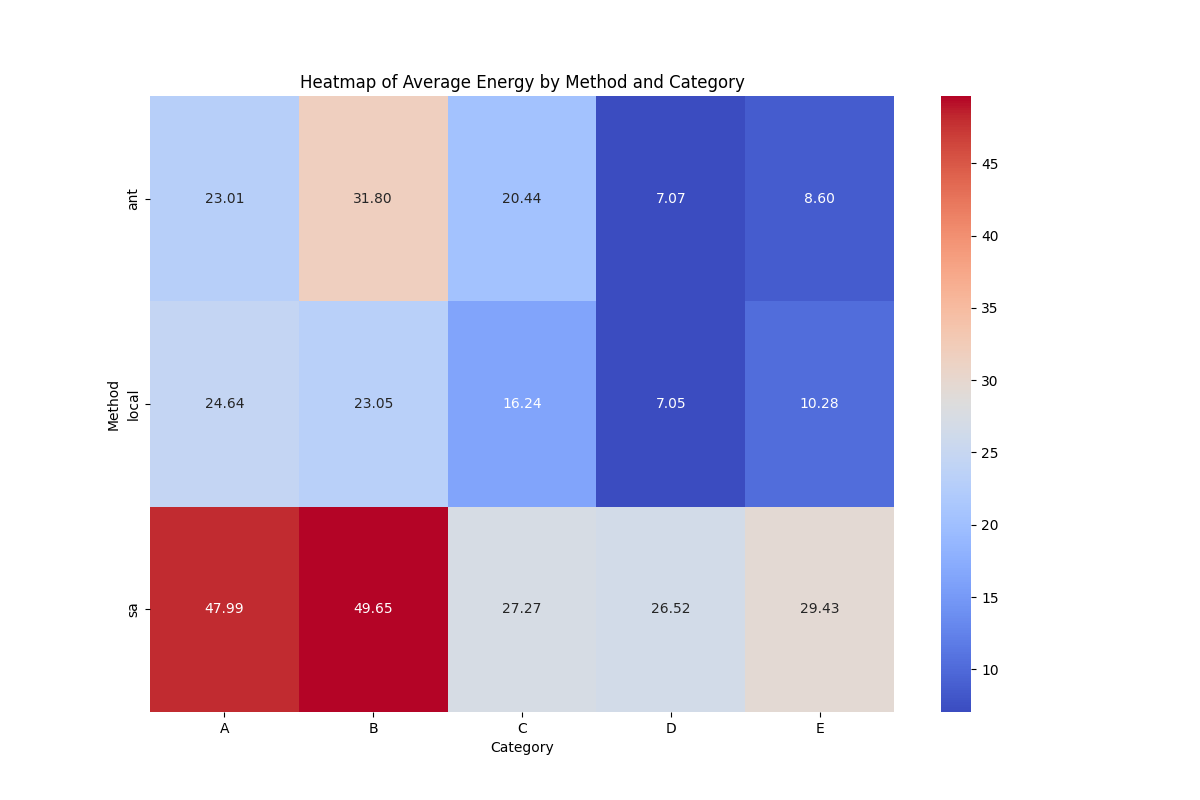 Heatmap of Average Energy by Method and Category
ant
23.01 31.80 20.44 7.07 8.60
Method
local
24.64 23.05 16.24 7.05 10.28
sa
47.99 49.65 27.27 26.52 29.43
A B C D E
Category
45
40
35
30
25
20
15
10